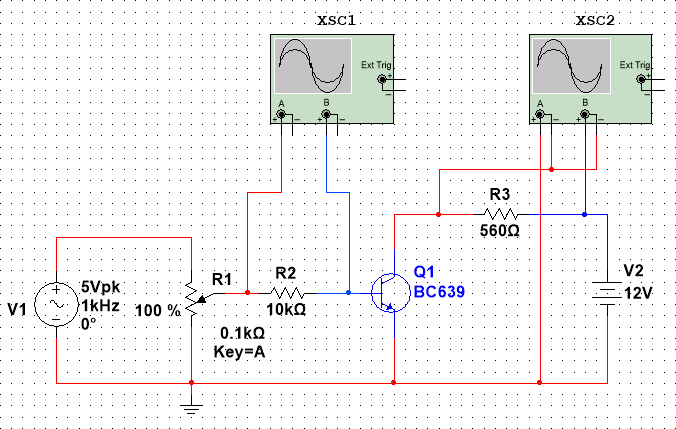 XSC1
XSC2
Ext Trig
+
−
A
B
+
−
+
−
Ext Trig
+
−
A
B
+
−
+
−
R3
560Ω
V1
+
−
5Vpk
1kHz
0°
100 %
R1
0.1kΩ
Key=A
R2
10kΩ
Q1
BC639
V2
12V